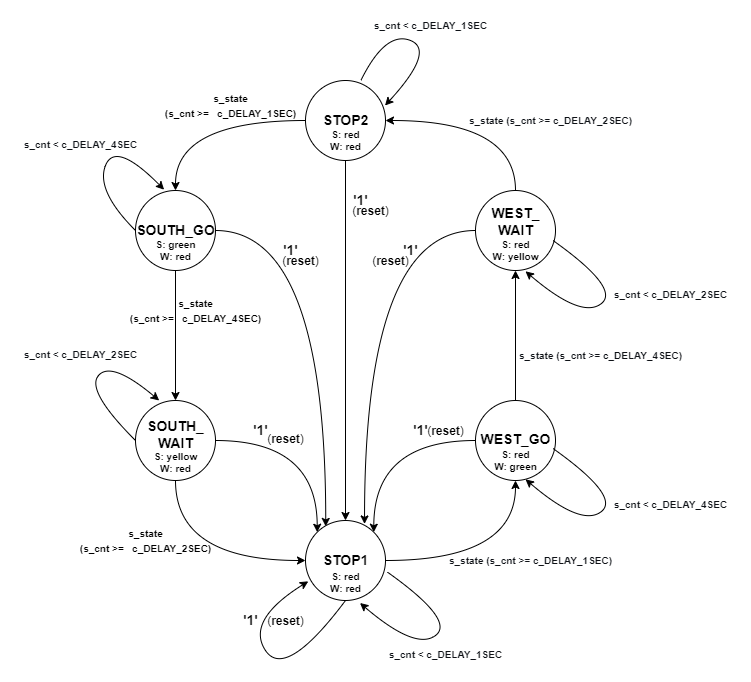 s_cnt < c_DELAY_1SEC
s_state
(s_cnt >=   c_DELAY_1SEC)
STOP2
S: red
W: red
s_state (s_cnt >= c_DELAY_2SEC)
s_cnt < c_DELAY_4SEC
SOUTH_GO
S: green
W: red
'1'
(reset)
'1'
(reset)
'1'
(reset)
WEST_
WAIT
S: red
W: yellow
s_cnt < c_DELAY_2SEC
s_state
(s_cnt >=   c_DELAY_4SEC)
s_cnt < c_DELAY_2SEC
s_state (s_cnt >= c_DELAY_4SEC)
SOUTH_
WAIT
S: yellow
W: red
'1'(reset)
'1'(reset)
WEST_GO
S: red
W: green
s_cnt < c_DELAY_4SEC
s_state
(s_cnt >=   c_DELAY_2SEC)
STOP1
S: red
W: red
s_state (s_cnt >= c_DELAY_1SEC)
'1' (reset)
s_cnt < c_DELAY_1SEC